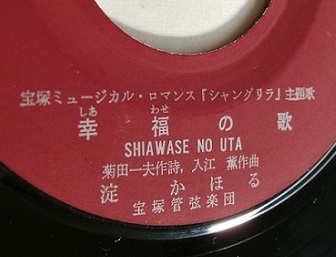 宝塚ミュージカル・ロマンス『シャングリラ』主題歌
しあ わせ
幸福の歌
SHIAWASE NO UTA
菊田一夫作詩, 入江 薫作曲
淀 かほる
宝塚管弦楽団